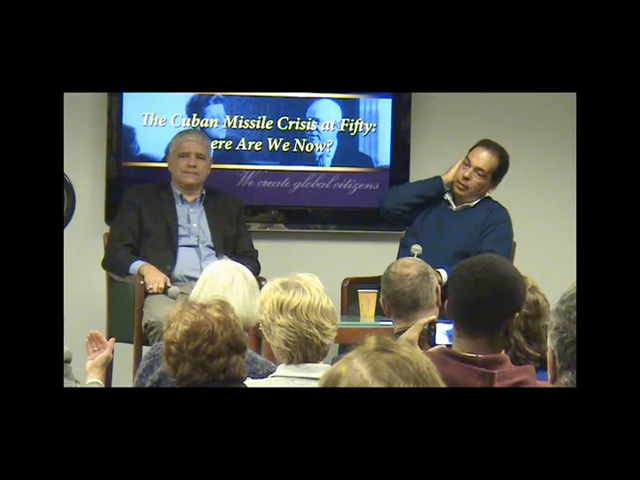 The Cuban Missile Crisis at Fifty:
ere Are We Now?
We create global citizens